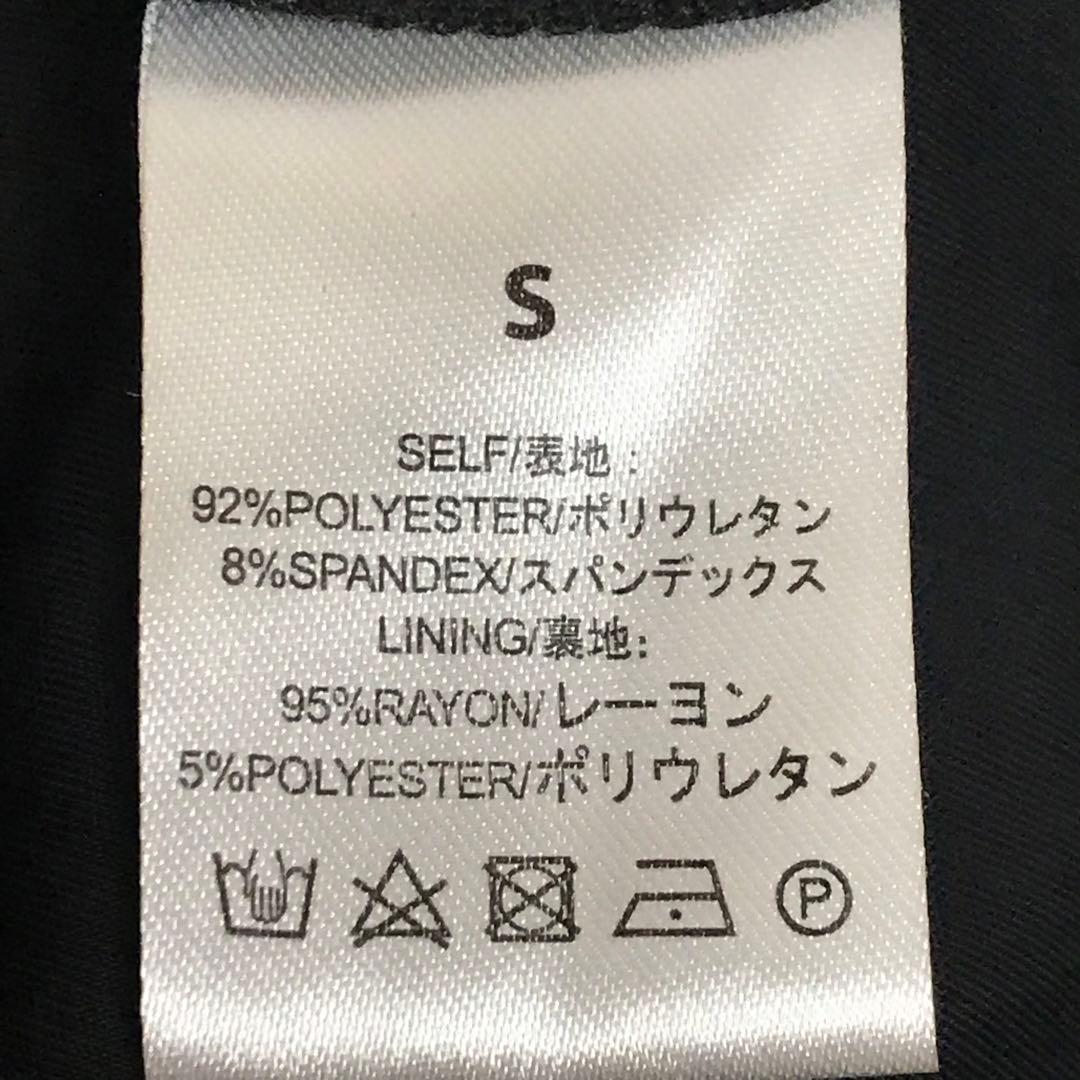 S
SELF/表地：
92%POLYESTER/ポリウレタン
8%SPANDEX/スパンデックス
LINING/裏地：
95%RAYON/レーヨン
5%POLYESTER/ポリウレタン
P